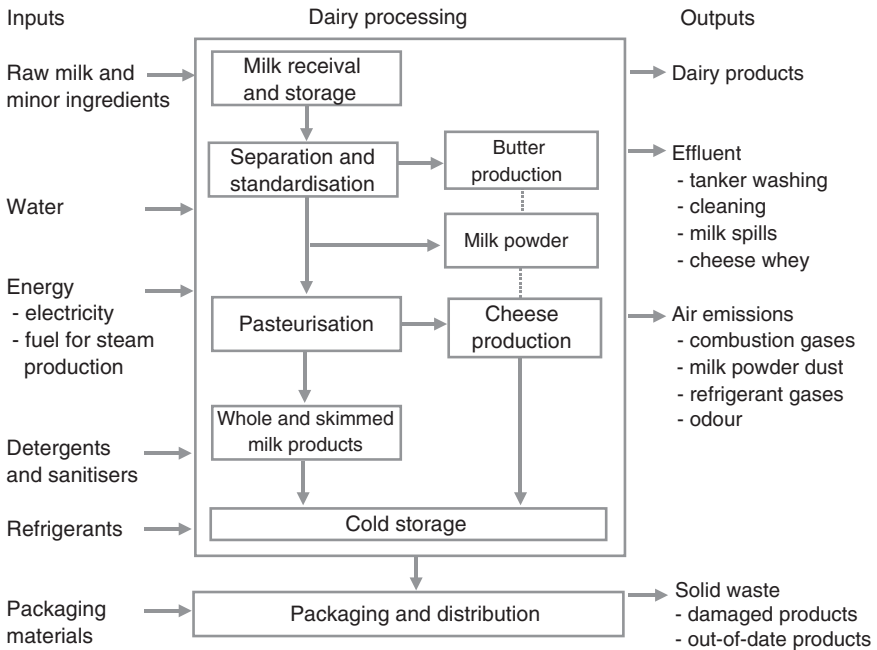 Inputs
Dairy processing
Outputs
Raw milk and
minor ingredients
Water
Energy
- electricity
- fuel for steam
production
Detergents
and sanitisers
Refrigerants
Packaging
materials
Milk receival
and storage
Separation and
standardisation
Butter
production
Milk powder
Pasteurisation
Cheese
production
Whole and skimmed
milk products
Cold storage
Packaging and distribution
Dairy products
Effluent
- tanker washing
- cleaning
- milk spills
- cheese whey
Air emissions
- combustion gases
- milk powder dust
- refrigerant gases
- odour
Solid waste
- damaged products
- out-of-date products